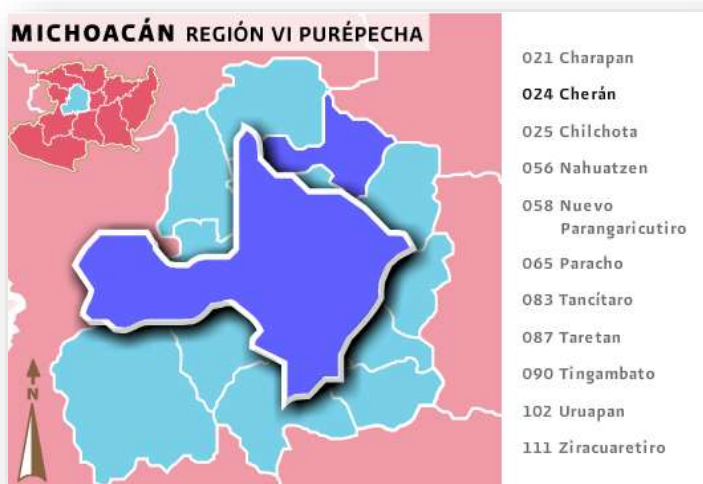 MICHOACÁN REGIÓN VI PURÉPECHA
021 Charapan
024 Cherán
025 Chilchota
056 Nahuatzen
058 Nuevo
Parangaricutiro
065 Paracho
083 Tancítaro
087 Taretan
090 Tingambato
102 Uruapan
111 Ziracuaretiro
N